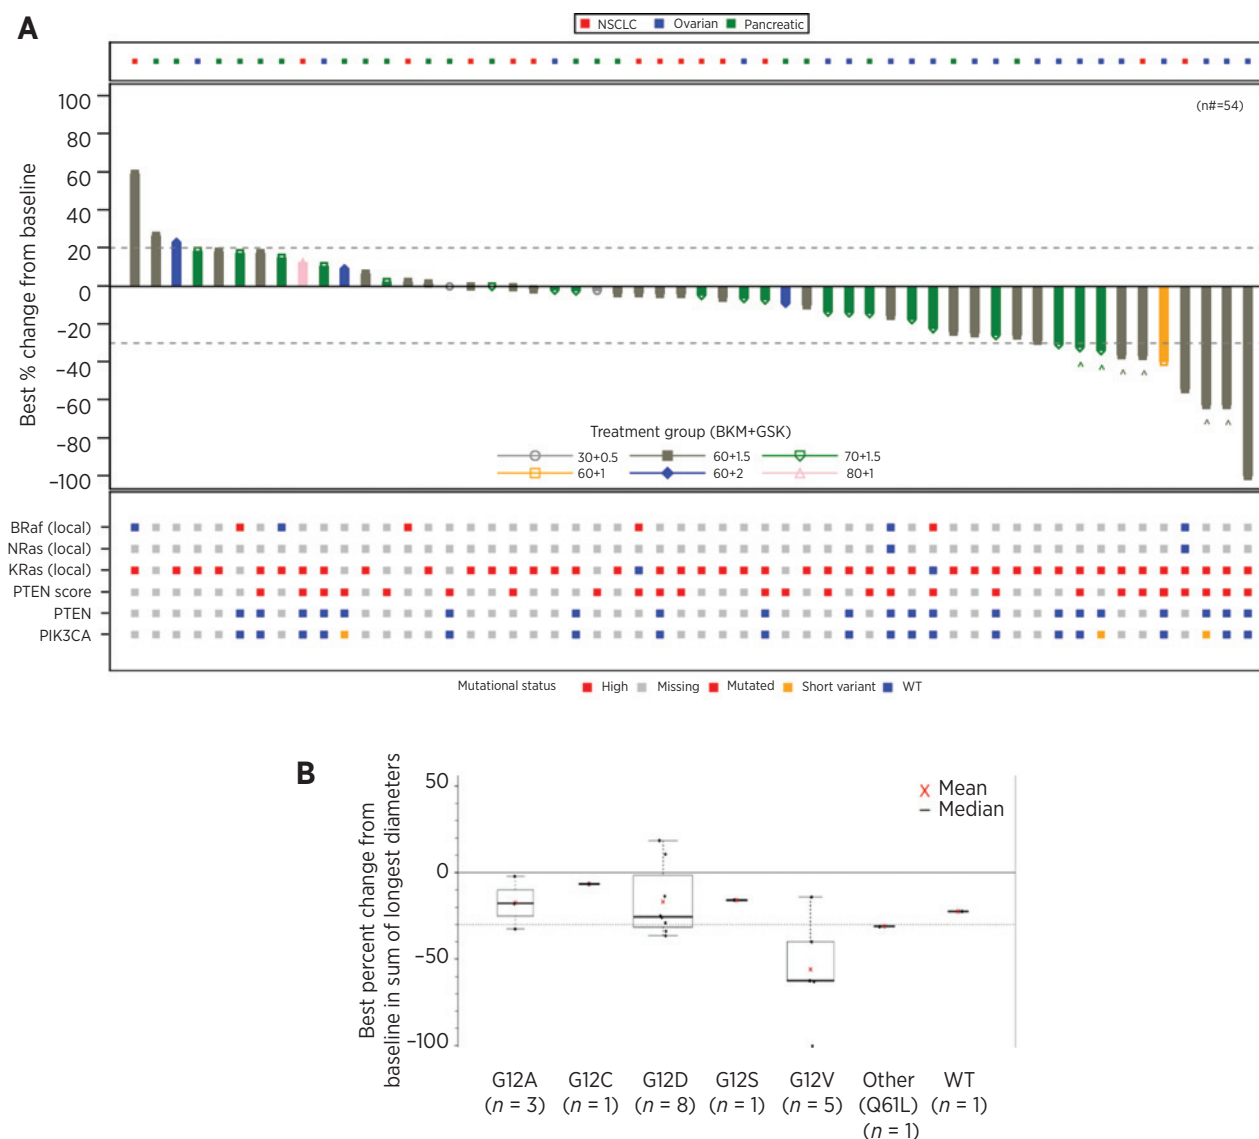 A
NSCLC Ovarian Pancreatic
(n#=54)
Best % change from baseline
100
80
60
40
20
0
−20
−40
−60
−80
−100
Treatment group (BKM+GSK)
30+0.5 60+1.5 70+1.5
60+1 60+2 80+1
BRaf (local)
NRas (local)
KRas (local)
PTEN score
PTEN
PIK3CA
Mutational status High Missing Mutated Short variant WT
B
Best percent change from
baseline in sum of longest diameters
50
0
−50
−100
Mean
Median
G12A G12C G12D G12S G12V Other WT
(n = 3) (n = 1) (n = 8) (n = 1) (n = 5) (Q61L) (n = 1)
(n = 1)